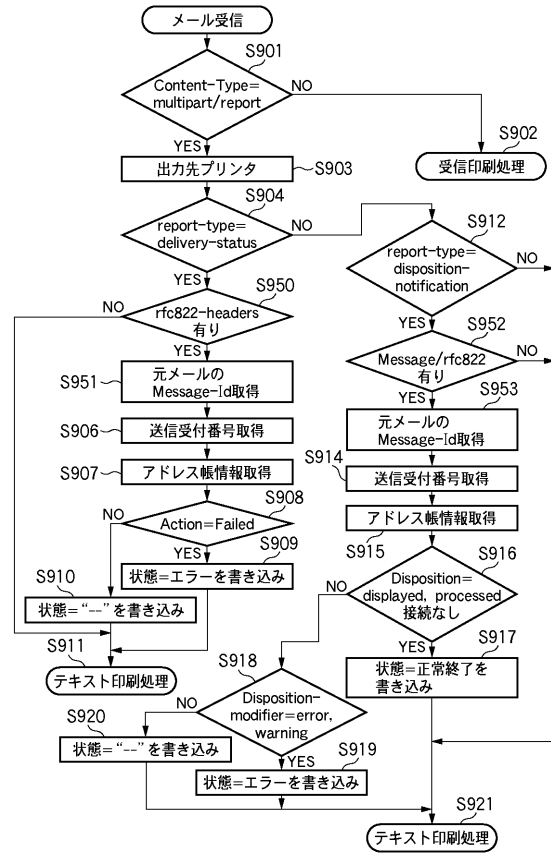 メール受信
S901
Content-Type=
multipart/report
NO
YES
S902
受信印刷処理
出力先プリンタ
S903
S904
report-type=
delivery-status
NO
YES
S912
report-type=
disposition-
notification
NO
YES
S950
NO
rfc822-headers
有り
YES
S952
Message/rfc822
有り
NO
YES
S951
元メールの
Message-Id取得
S953
元メールの
Message-Id取得
S906
送信受付番号取得
S914
送信受付番号取得
S907
アドレス帳情報取得
S915
アドレス帳情報取得
S908
NO
Action=Failed
YES
S909
状態=エラーを書き込み
S910
状態=“--”を書き込み
S911
テキスト印刷処理
S916
NO
Disposition=
displayed, processed
接続なし
YES
S917
状態=正常終了を
書き込み
S918
NO
Disposition-
modifier=error,
warning
YES
S920
状態=“--”を書き込み
S919
状態=エラーを書き込み
S921
テキスト印刷処理